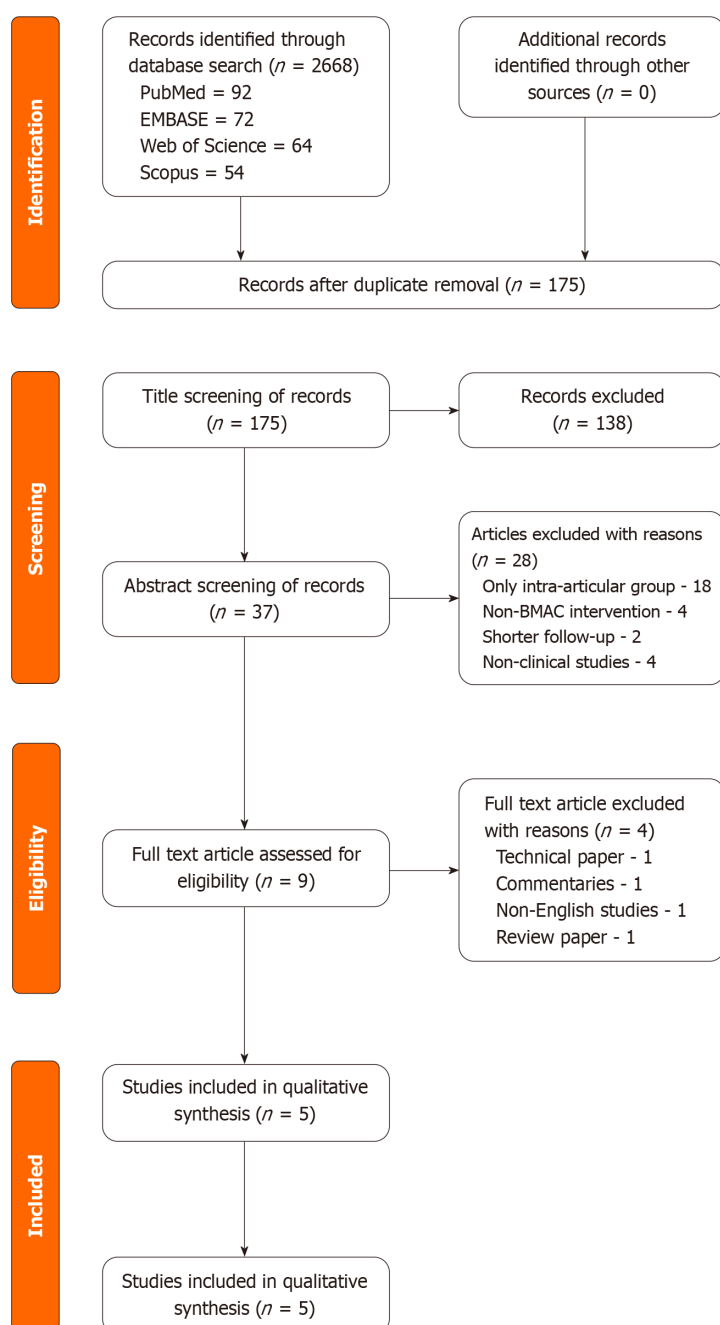 Identification
Records identified through
database search (n = 2668)
PubMed = 92
EMBASE = 72
Web of Science = 64
Scopus = 54
Additional records
identified through other
sources (n = 0)
Records after duplicate removal (n = 175)
Screening
Title screening of records
(n = 175)
Records excluded
(n = 138)
Abstract screening of records
(n = 37)
Articles excluded with reasons
(n = 28)
Only intra-articular group - 18
Non-BMAC intervention - 4
Shorter follow-up - 2
Non-clinical studies - 4
Eligibility
Full text article assessed for
eligibility (n = 9)
Full text article excluded
with reasons (n = 4)
Technical paper - 1
Commentaries - 1
Non-English studies - 1
Review paper - 1
Included
Studies included in qualitative
synthesis (n = 5)
Studies included in qualitative
synthesis (n = 5)